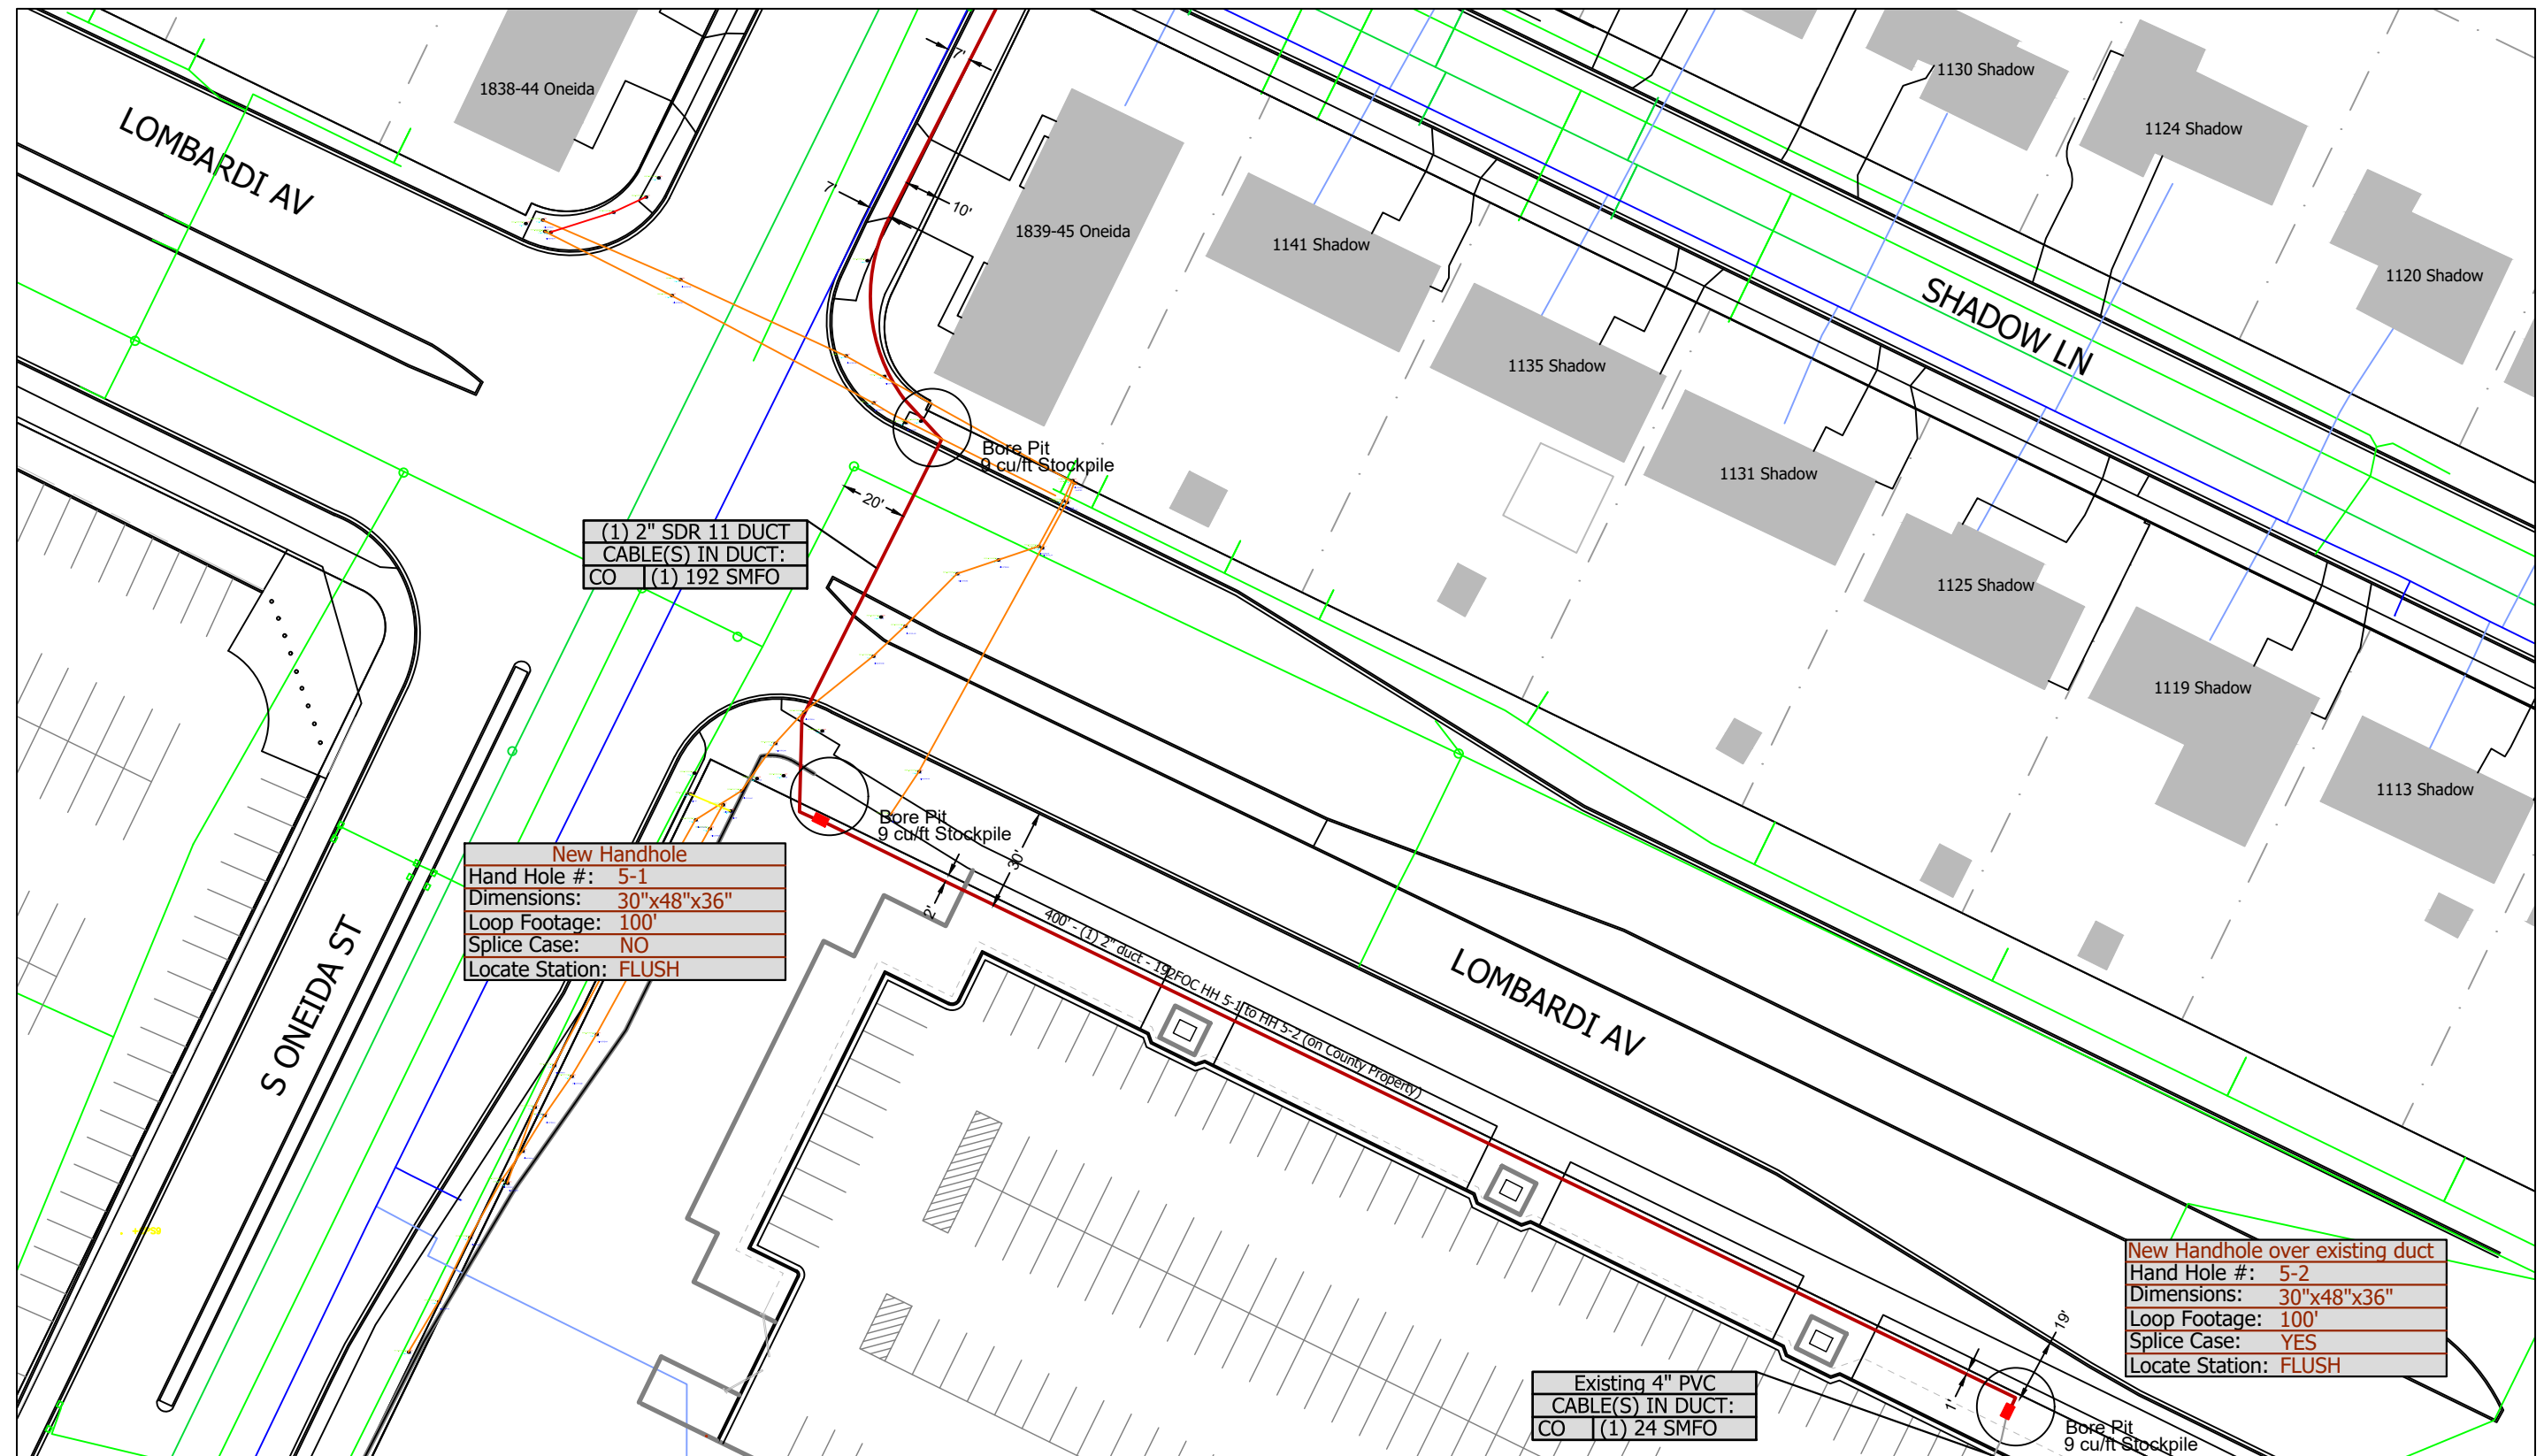 7'
1838-44 Oneida
1130 Shadow
1124 Shadow
LOMBARDI AV
7'
10'
1839-45 Oneida
1141 Shadow
1120 Shadow
SHADOW LN
1135 Shadow
Bore Pit
9 cu/ft Stockpile
1131 Shadow
20'
(1) 2" SDR 11 DUCT
CABLE(S) IN DUCT:
CO (1) 192 SMFO
1125 Shadow
1119 Shadow
1113 Shadow
Bore Pit
9 cu/ft Stockpile
New Handhole
Hand Hole #: 5-1
Dimensions: 30"x48"x36"
Loop Footage: 100'
Splice Case: NO
Locate Station: FLUSH
30'
2'
400' - (1) 2" duct - 192FOC HH 5-1 to HH 5-2 (on County Property)
S ONEIDA ST
LOMBARDI AV
New Handhole over existing duct
Hand Hole #: 5-2
Dimensions: 30"x48"x36"
Loop Footage: 100'
Splice Case: YES
Locate Station: FLUSH
19'
1'
Existing 4" PVC
CABLE(S) IN DUCT:
CO (1) 24 SMFO
Bore Pit
9 cu/ft Stockpile